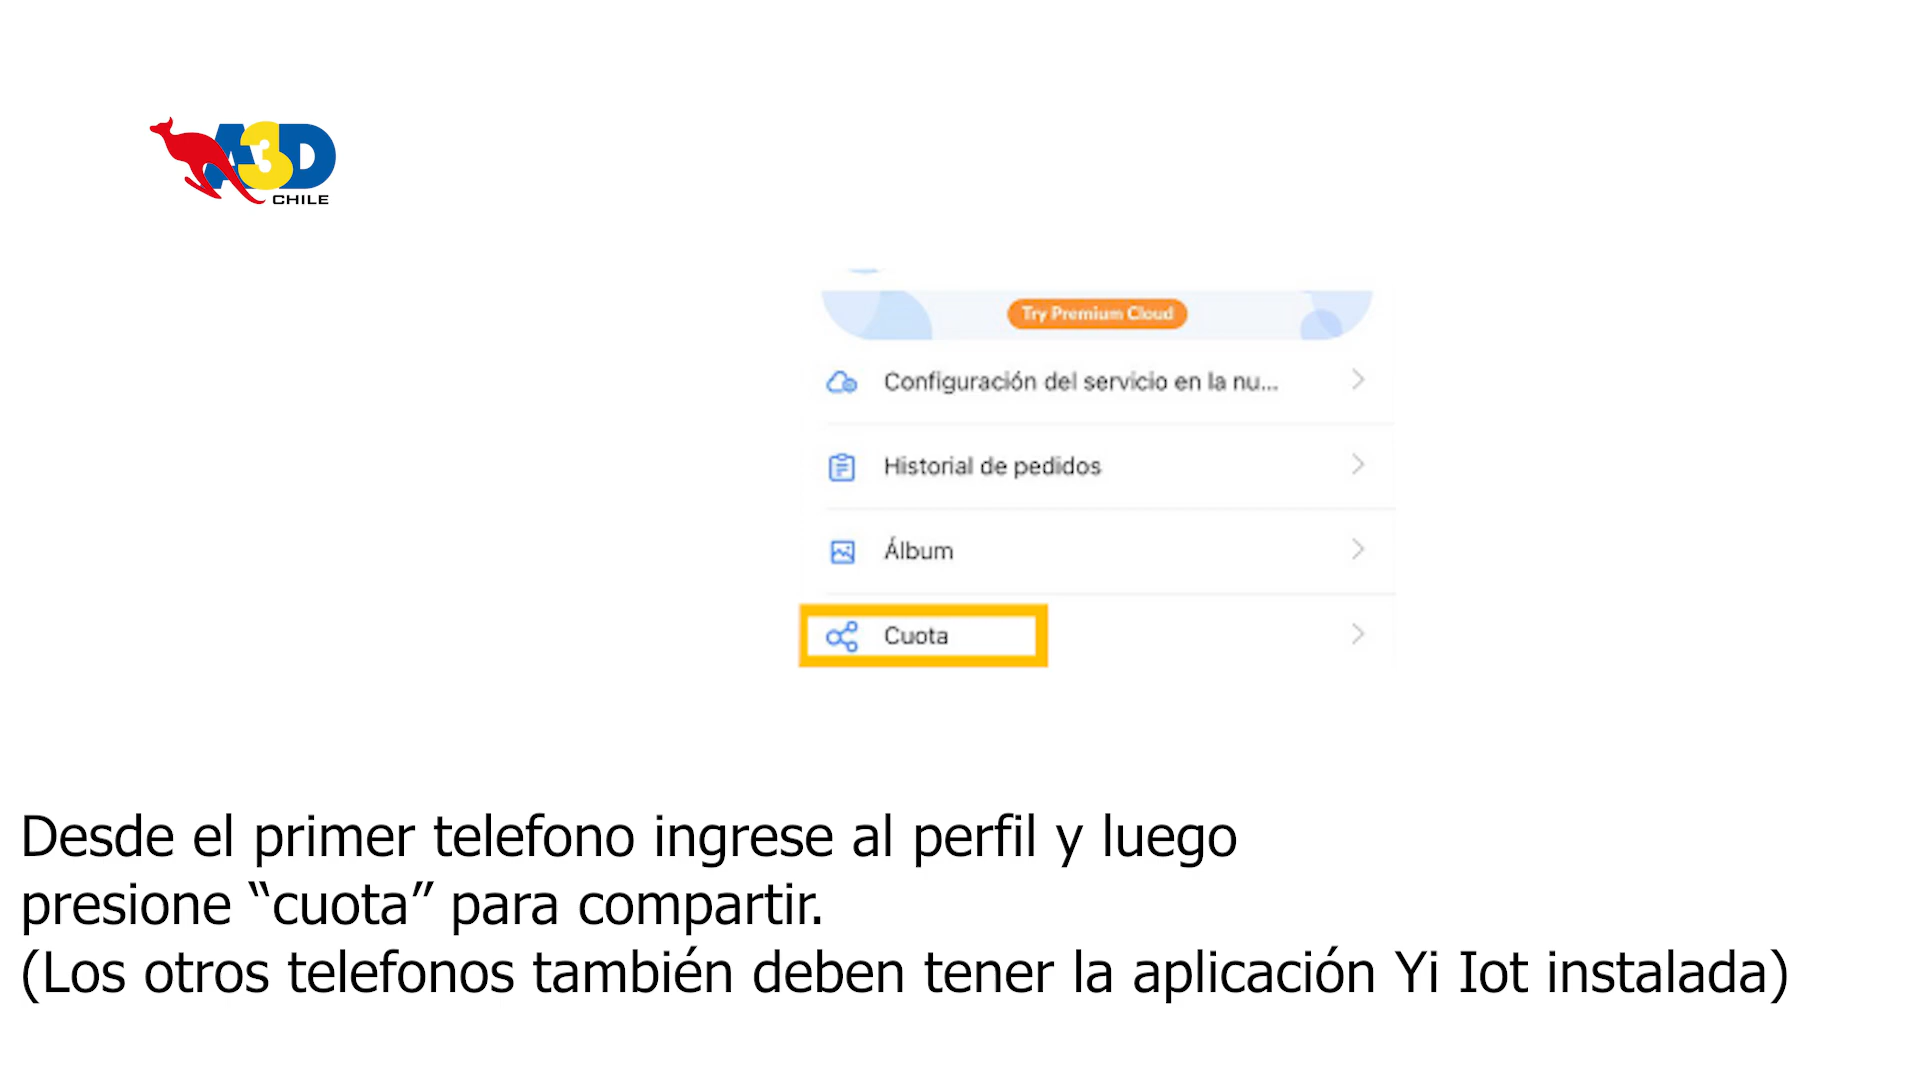 A3D
CHILE
Try Premium Cloud
Configuración del servicio en la nu...
Historial de pedidos
Álbum
Cuota
Desde el primer telefono ingrese al perfil y luego
presione “cuota” para compartir.
(Los otros telefonos también deben tener la aplicación Yi Iot instalada)